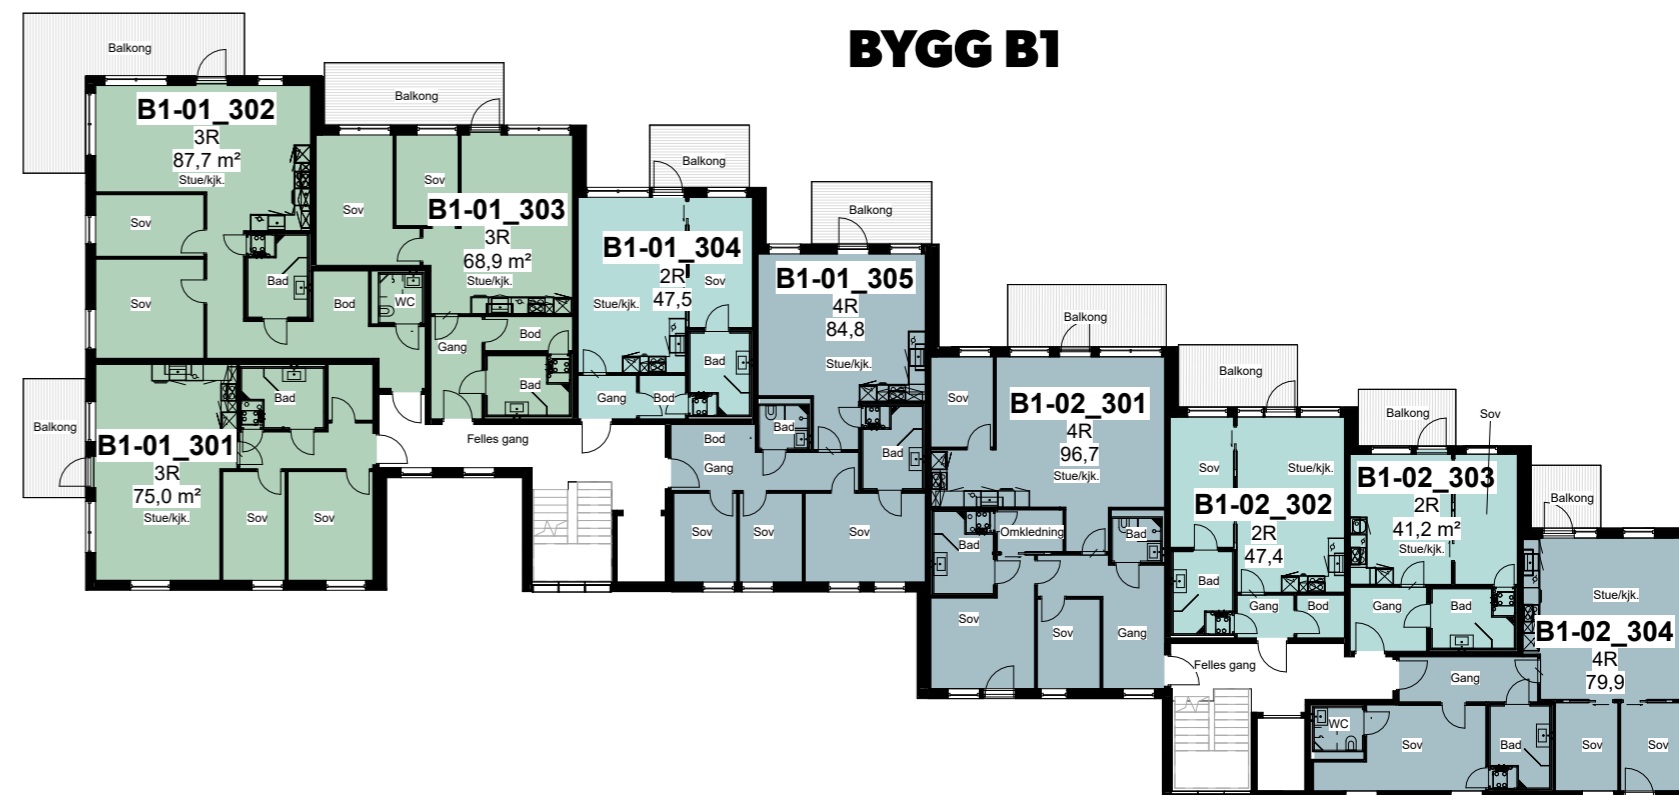 BYGG B1
Balkong
B1-01_302
3R
87,7 m²
Stue/kjk.
Sov
Sov
Bad
Bod
WC
Balkong
Sov
Sov
B1-01_303
3R
68,9 m²
Stue/kjk.
Gang
Bod
Bad
Balkong
B1-01_304
2R
47,5
Stue/kjk.
Sov
Bad
Gang
Bod
Balkong
B1-01_305
4R
84,8
Stue/kjk.
Bad
Bad
Bod
Gang
Sov
Sov
Sov
Balkong
B1-01_301
3R
75,0 m²
Stue/kjk.
Bad
Sov
Sov
Felles gang
Balkong
Sov
B1-02_301
4R
96,7
Stue/kjk.
Bad
Omkledning
Bad
Sov
Sov
Gang
Balkong
Sov
Stue/kjk.
B1-02_302
2R
47,4
Bad
Gang
Bod
Balkong
Sov
B1-02_303
2R
41,2 m²
Stue/kjk.
Gang
Bad
Felles gang
Balkong
Stue/kjk.
B1-02_304
4R
79,9
Gang
WC
Sov
Bad
Sov
Sov